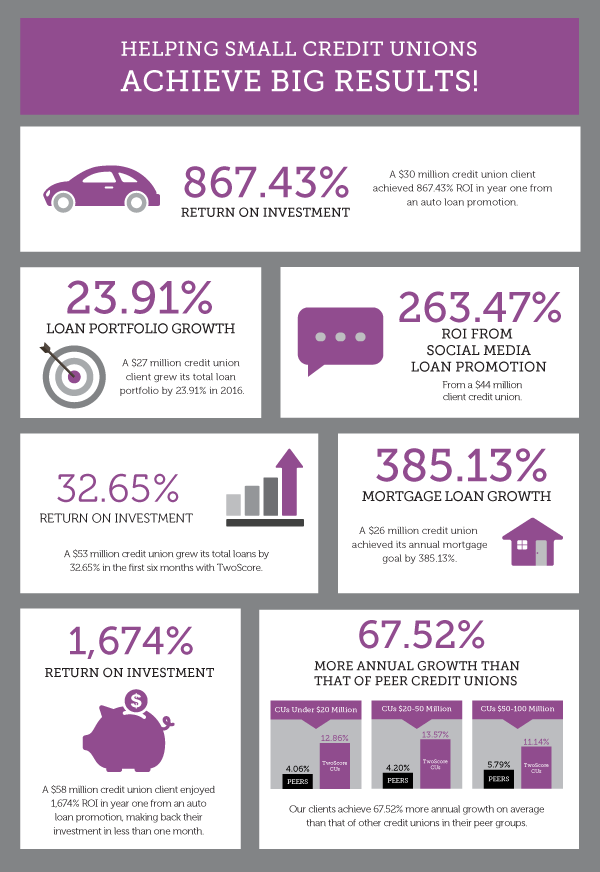 HELPING SMALL CREDIT UNIONS
ACHIEVE BIG RESULTS!
867.43%
RETURN ON INVESTMENT
A $30 million credit union client
achieved 867.43% ROI in year one from
an auto loan promotion.
23.91%
LOAN PORTFOLIO GROWTH
A $27 million credit union
client grew its total loan
portfolio by 23.91% in 2016.
263.47%
ROI FROM
SOCIAL MEDIA
LOAN PROMOTION
From a $44 million
client credit union.
32.65%
RETURN ON INVESTMENT
A $53 million credit union grew its total loans by
32.65% in the first six months with TwoScore.
385.13%
MORTGAGE LOAN GROWTH
A $26 million credit union
achieved its annual mortgage
goal by 385.13%.
1,674%
RETURN ON INVESTMENT
$
A $58 million credit union client enjoyed
1,674% ROI in year one from an auto
loan promotion, making back their
investment in less than one month.
67.52%
MORE ANNUAL GROWTH THAN
THAT OF PEER CREDIT UNIONS
CUs Under $20 Million
4.06%
PEERS
12.86%
TwoScore
CUs
CUs $20-50 Million
4.20%
PEERS
13.57%
TwoScore
CUs
CUs $50-100 Million
5.79%
PEERS
11.14%
TwoScore
CUs
Our clients achieve 67.52% more annual growth on average
than that of other credit unions in their peer groups.